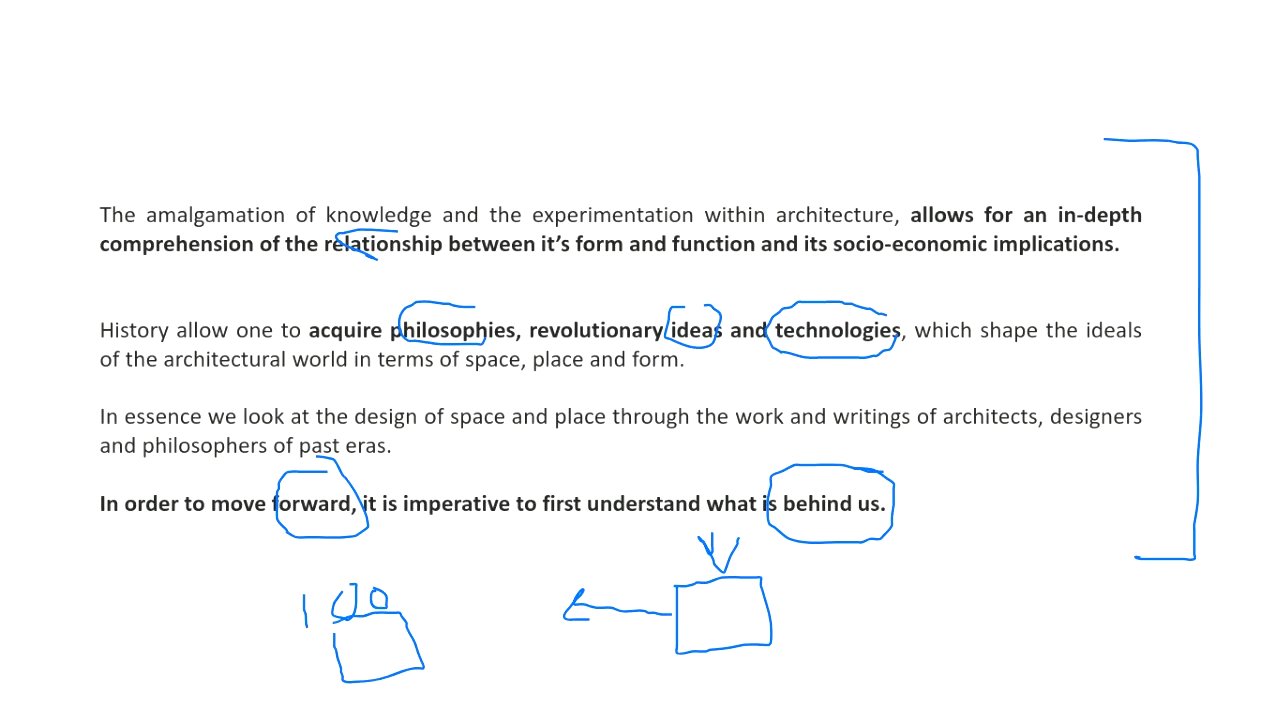 The amalgamation of knowledge and the experimentation within architecture, allows for an in-depth
comprehension of the relationship between it’s form and function and its socio-economic implications.
History allow one to acquire philosophies, revolutionary ideas and technologies, which shape the ideals
of the architectural world in terms of space, place and form.
In essence we look at the design of space and place through the work and writings of architects, designers
and philosophers of past eras.
In order to move forward, it is imperative to first understand what is behind us.
100